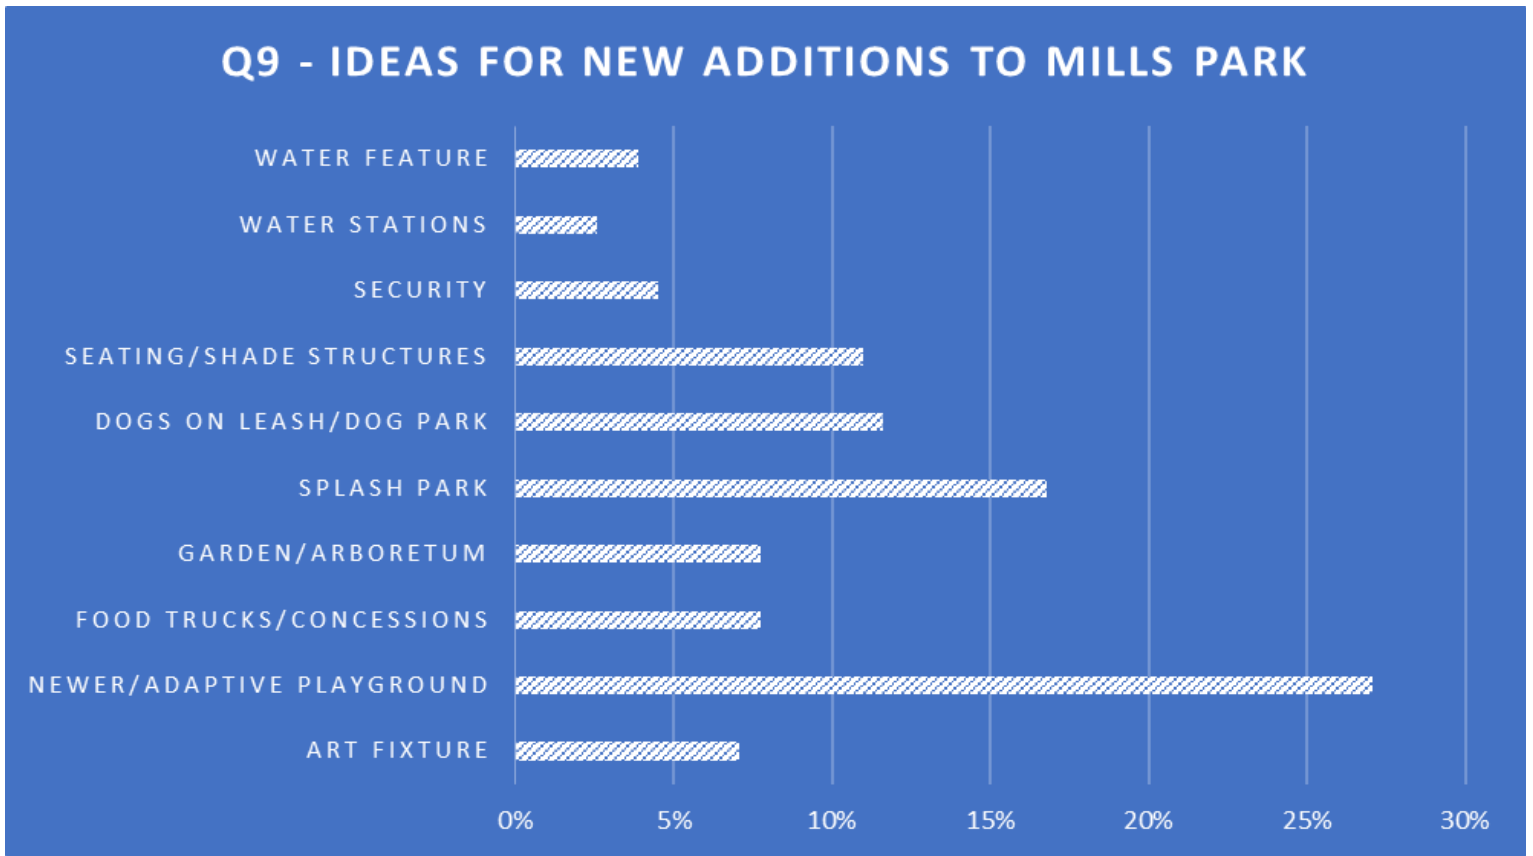 Q9 - IDEAS FOR NEW ADDITIONS TO MILLS PARK
WATER FEATURE
WATER STATIONS
SECURITY
SEATING/SHADE STRUCTURES
DOGS ON LEASH/DOG PARK
SPLASH PARK
GARDEN/ARBORETUM
FOOD TRUCKS/CONCESSIONS
NEWER/ADAPTIVE PLAYGROUND
ART FIXTURE
0% 5% 10% 15% 20% 25% 30%